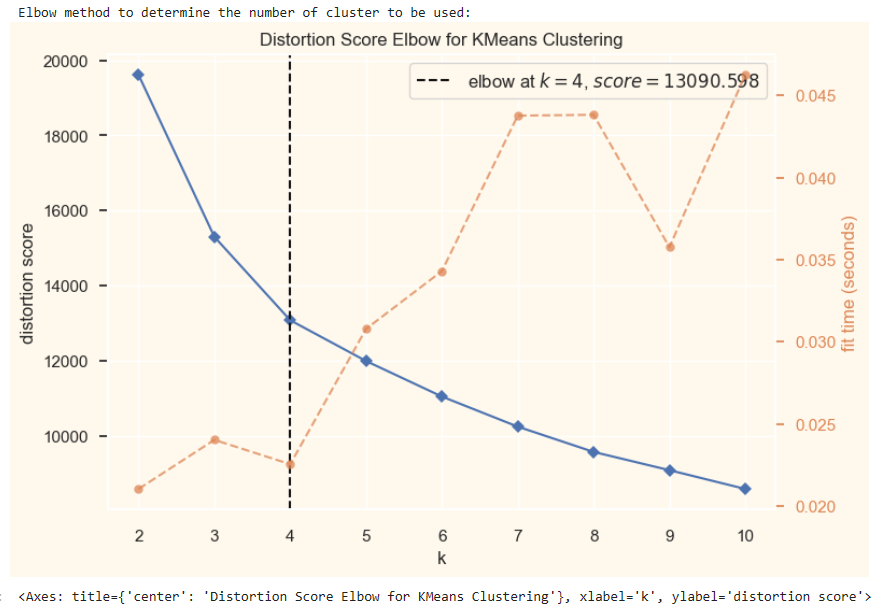 Elbow method to determine the number of cluster to be used:
Distortion Score Elbow for KMeans Clustering
elbow at k = 4, score = 13090.598
20000
18000
16000
14000
12000
10000
distortion score
0.045
0.040
0.035
0.030
0.025
0.020
fit time (seconds)
2 3 4 5 6 7 8 9 10
k
: <Axes: title={'center': 'Distortion Score Elbow for KMeans Clustering'}, xlabel='k', ylabel='distortion score'>